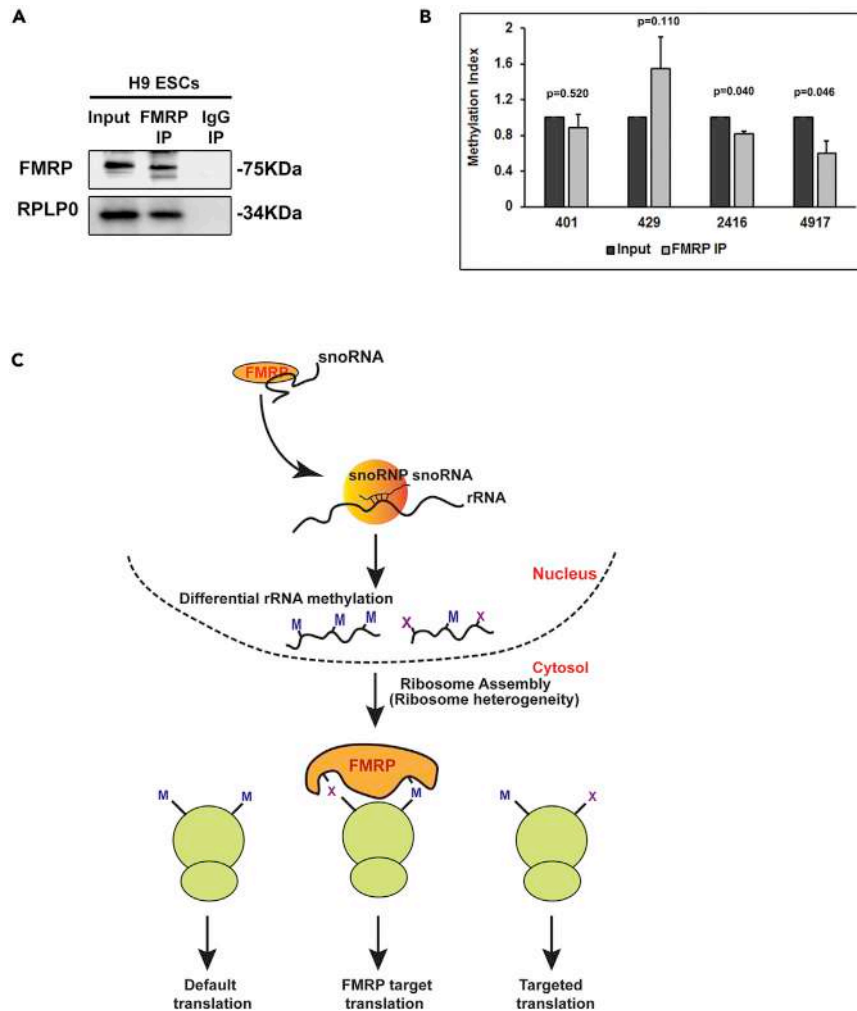 A
H9 ESCs
Input FMRP IP IgG IP
FMRP -75KDa
RPLP0 -34KDa
B
Methylation Index
2
1.6
1.2
0.8
0.4
0
p=0.520
p=0.110
p=0.040
p=0.046
401 429 2416 4917
Input FMRP IP
C
FMRP snoRNA
snoRNP snoRNA
rRNA
Nucleus
Differential rRNA methylation
M M M X M X
Cytosol
Ribosome Assembly
(Ribosome heterogeneity)
FMRP
M M X M M X
Default
translation
FMRP target
translation
Targeted
translation